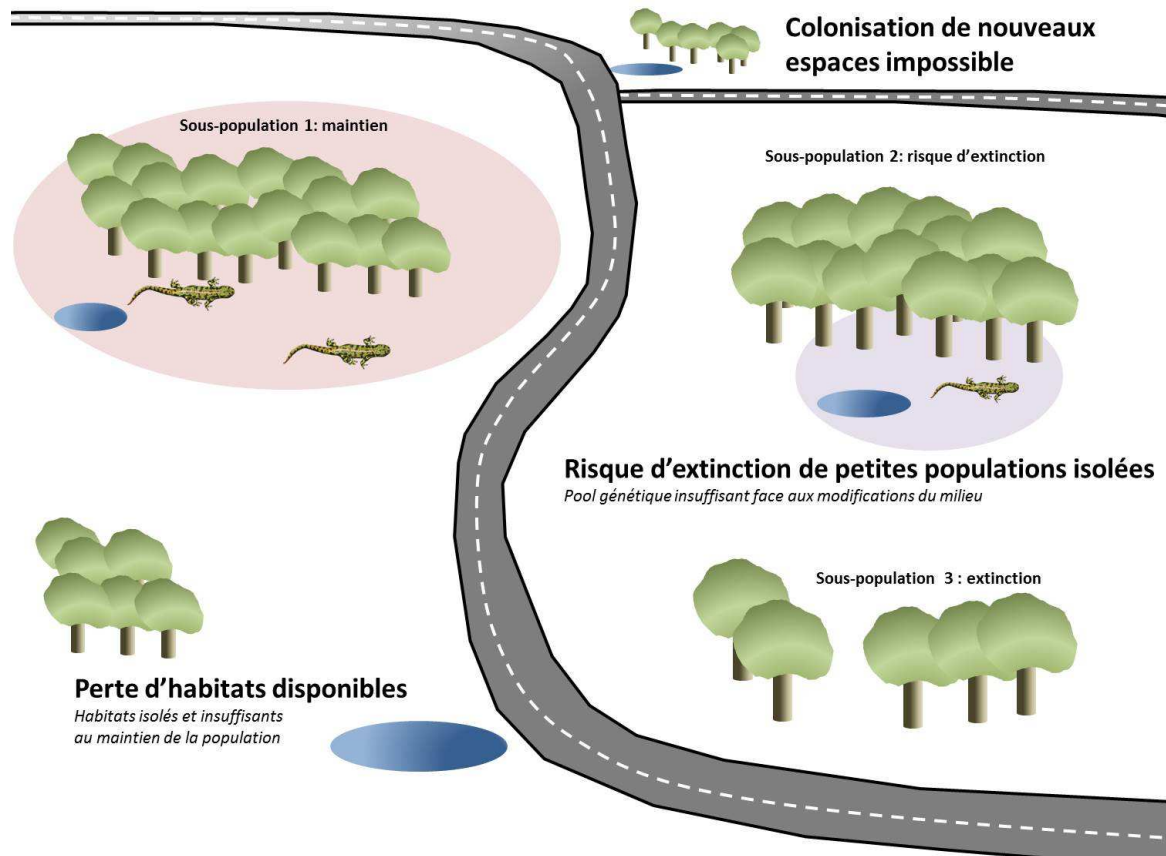 Colonisation de nouveaux
espaces impossible
Sous-population 1: maintien
Sous-population 2: risque d'extinction
Risque d'extinction de petites populations isolées
Pool génétique insuffisant face aux modifications du milieu
Sous-population 3 : extinction
Perte d'habitats disponibles
Habitats isolés et insuffisants
au maintien de la population